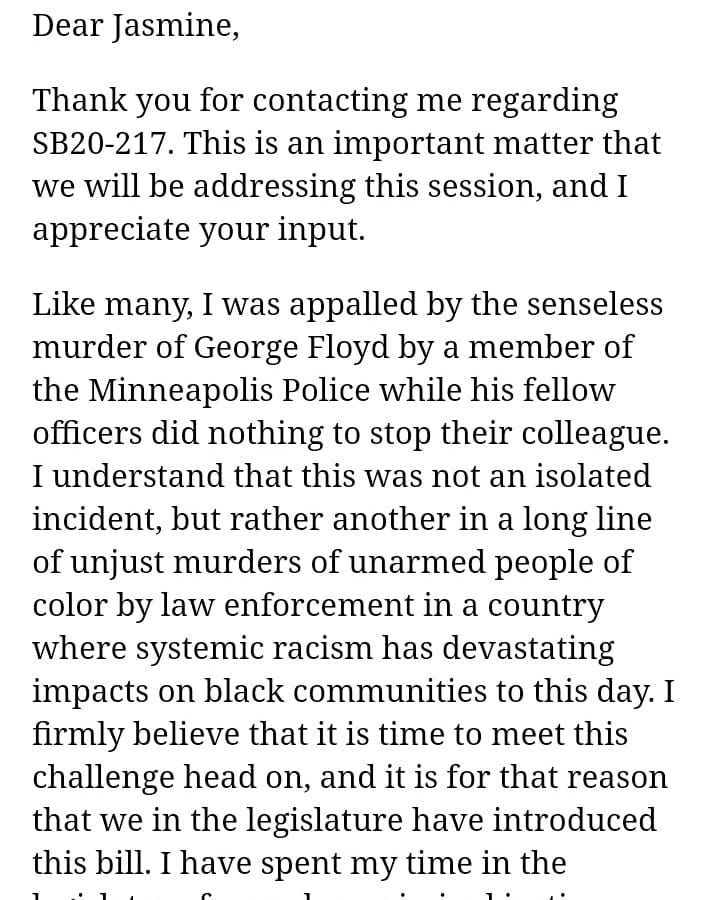 Dear Jasmine,
Thank you for contacting me regarding
SB20-217. This is an important matter that
we will be addressing this session, and I
appreciate your input.
Like many, I was appalled by the senseless
murder of George Floyd by a member of
the Minneapolis Police while his fellow
officers did nothing to stop their colleague.
I understand that this was not an isolated
incident, but rather another in a long line
of unjust murders of unarmed people of
color by law enforcement in a country
where systemic racism has devastating
impacts on black communities to this day. I
firmly believe that it is time to meet this
challenge head on, and it is for that reason
that we in the legislature have introduced
this bill. I have spent my time in the